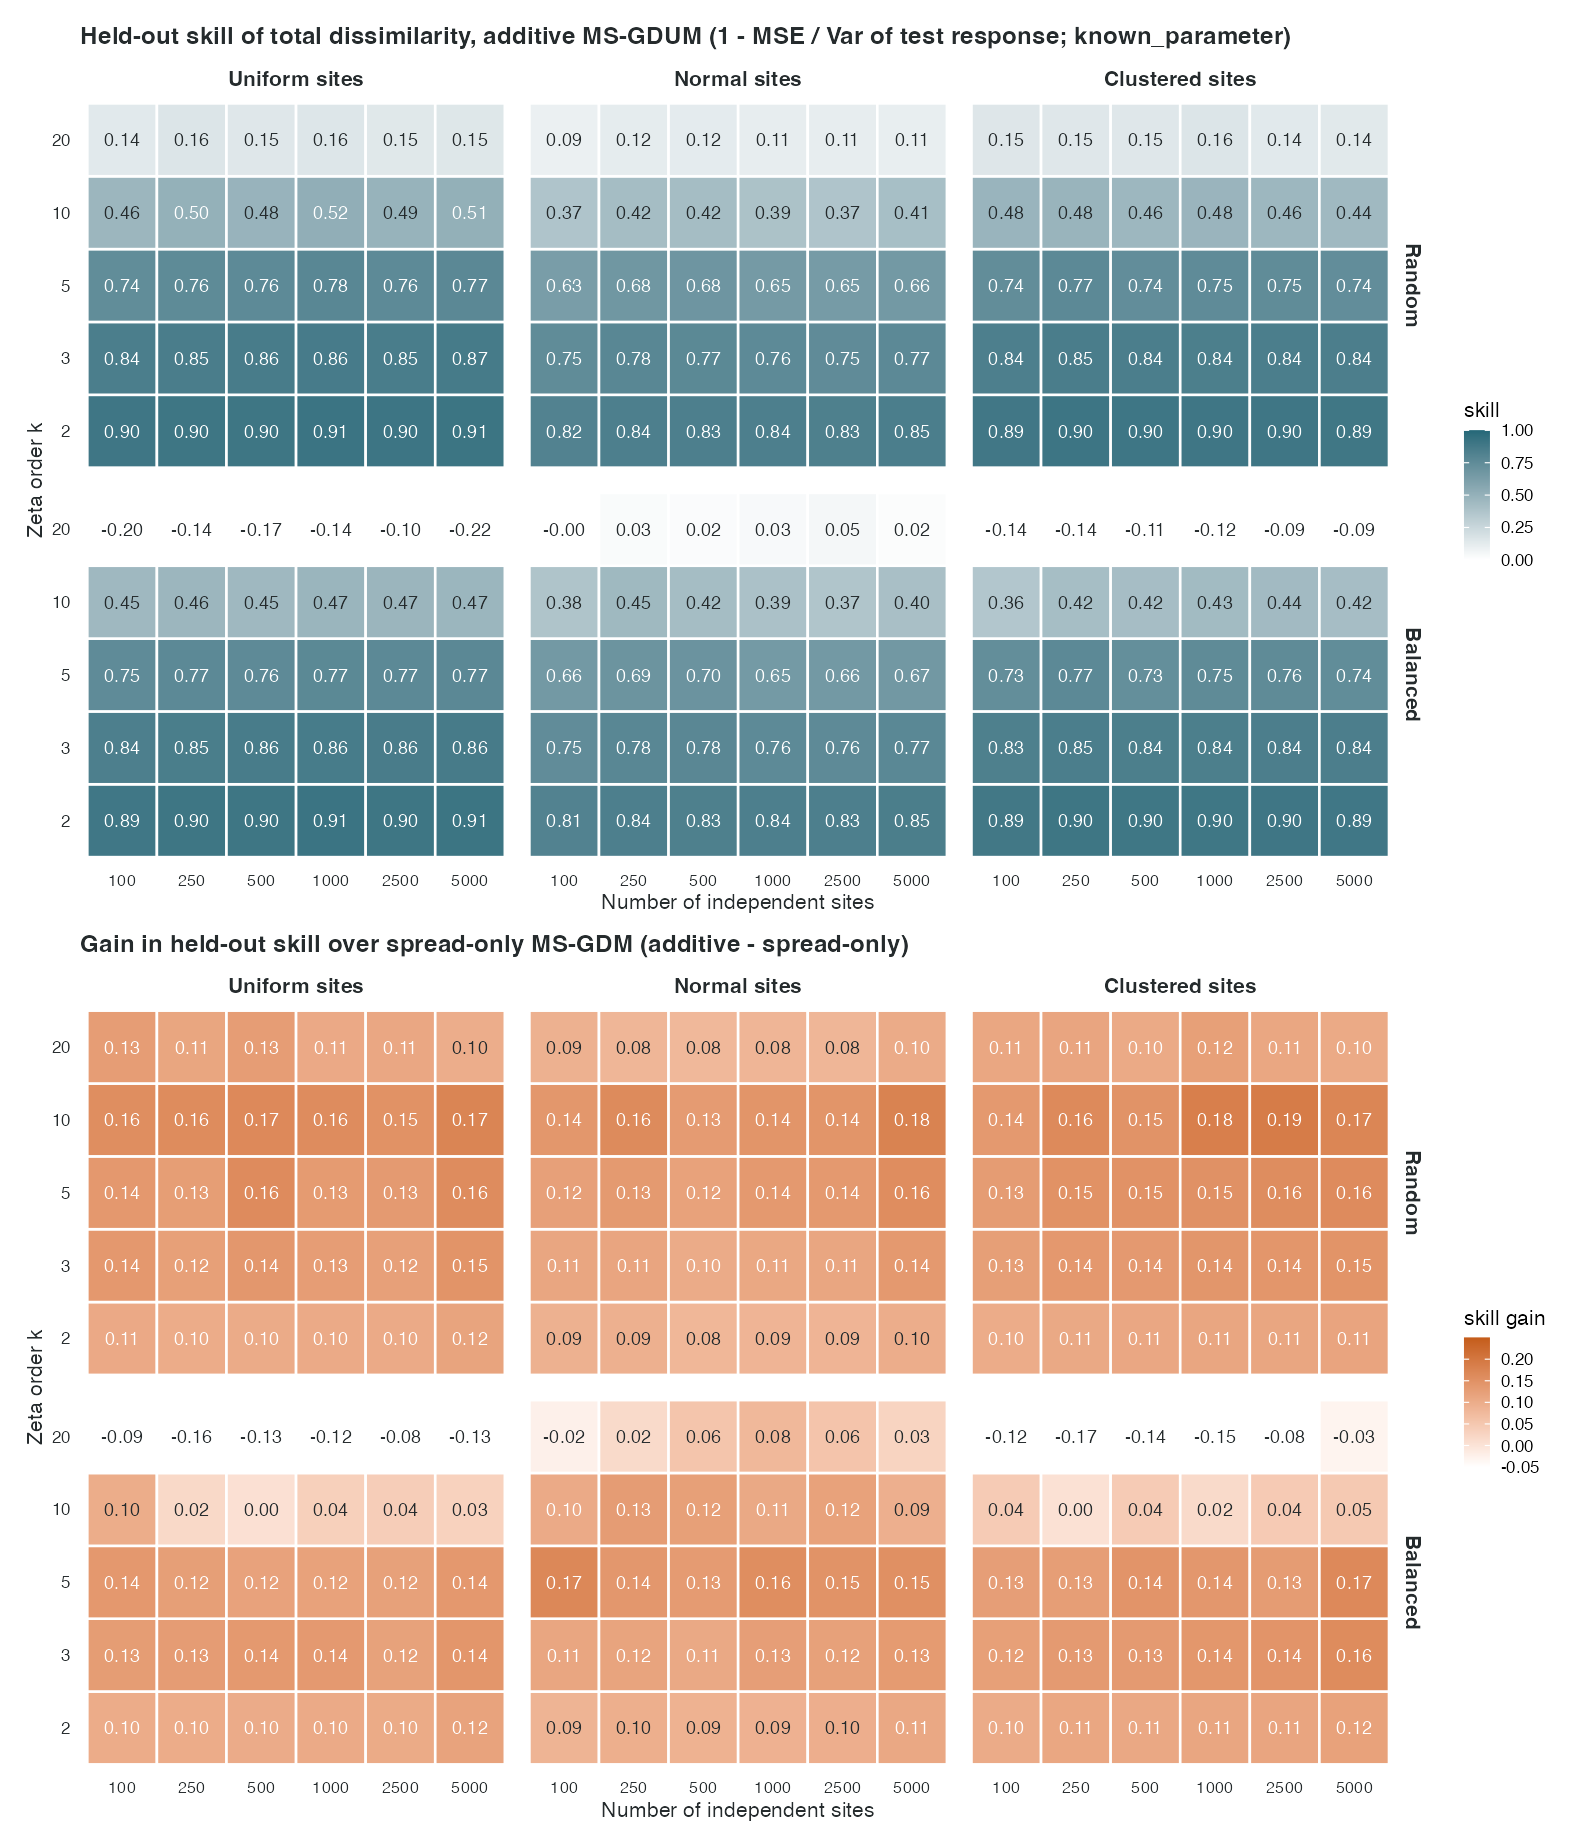 Held-out skill of total dissimilarity, additive MS-GDUM (1 - MSE / Var of test response; known_parameter)
Uniform sites Normal sites Clustered sites
20 0.14 0.16 0.15 0.16 0.15 0.15 0.09 0.12 0.12 0.11 0.11 0.11 0.15 0.15 0.15 0.16 0.14 0.14
10 0.46 0.50 0.48 0.52 0.49 0.51 0.37 0.42 0.42 0.39 0.37 0.41 0.48 0.48 0.46 0.48 0.46 0.44
5 0.74 0.76 0.76 0.78 0.76 0.77 0.63 0.68 0.68 0.65 0.65 0.66 0.74 0.77 0.74 0.75 0.75 0.74
Random
3 0.84 0.85 0.86 0.86 0.85 0.87 0.75 0.78 0.77 0.76 0.75 0.77 0.84 0.85 0.84 0.84 0.84 0.84
2 0.90 0.90 0.90 0.91 0.90 0.91 0.82 0.84 0.83 0.84 0.83 0.85 0.89 0.90 0.90 0.90 0.90 0.89
Zeta order k
20 -0.20 -0.14 -0.17 -0.14 -0.10 -0.22 -0.00 0.03 0.02 0.03 0.05 0.02 -0.14 -0.14 -0.11 -0.12 -0.09 -0.09
10 0.45 0.46 0.45 0.47 0.47 0.47 0.38 0.45 0.42 0.39 0.37 0.40 0.36 0.42 0.42 0.43 0.44 0.42
5 0.75 0.77 0.76 0.77 0.77 0.77 0.66 0.69 0.70 0.65 0.66 0.67 0.73 0.77 0.73 0.75 0.76 0.74
Balanced
3 0.84 0.85 0.86 0.86 0.86 0.86 0.75 0.78 0.78 0.76 0.76 0.77 0.83 0.85 0.84 0.84 0.84 0.84
2 0.89 0.90 0.90 0.91 0.90 0.91 0.81 0.84 0.83 0.84 0.83 0.85 0.89 0.90 0.90 0.90 0.90 0.89
100 250 500 1000 2500 5000 100 250 500 1000 2500 5000 100 250 500 1000 2500 5000
Number of independent sites
skill
1.00
0.75
0.50
0.25
0.00
Gain in held-out skill over spread-only MS-GDM (additive - spread-only)
Uniform sites Normal sites Clustered sites
20 0.13 0.11 0.13 0.11 0.11 0.10 0.09 0.08 0.08 0.08 0.08 0.10 0.11 0.11 0.10 0.12 0.11 0.10
10 0.16 0.16 0.17 0.16 0.15 0.17 0.14 0.16 0.13 0.14 0.14 0.18 0.14 0.16 0.15 0.18 0.19 0.17
5 0.14 0.13 0.16 0.13 0.13 0.16 0.12 0.13 0.12 0.14 0.14 0.16 0.13 0.15 0.15 0.15 0.16 0.16
Random
3 0.14 0.12 0.14 0.13 0.12 0.15 0.11 0.11 0.10 0.11 0.11 0.14 0.13 0.14 0.14 0.14 0.14 0.15
2 0.11 0.10 0.10 0.10 0.10 0.12 0.09 0.09 0.08 0.09 0.09 0.10 0.10 0.11 0.11 0.11 0.11 0.11
Zeta order k
20 -0.09 -0.16 -0.13 -0.12 -0.08 -0.13 -0.02 0.02 0.06 0.08 0.06 0.03 -0.12 -0.17 -0.14 -0.15 -0.08 -0.03
10 0.10 0.02 0.00 0.04 0.04 0.03 0.10 0.13 0.12 0.11 0.12 0.09 0.04 0.00 0.04 0.02 0.04 0.05
5 0.14 0.12 0.12 0.12 0.12 0.14 0.17 0.14 0.13 0.16 0.15 0.15 0.13 0.13 0.14 0.14 0.13 0.17
Balanced
3 0.13 0.13 0.14 0.14 0.12 0.14 0.11 0.12 0.11 0.13 0.12 0.13 0.12 0.13 0.13 0.14 0.14 0.16
2 0.10 0.10 0.10 0.10 0.10 0.12 0.09 0.10 0.09 0.09 0.10 0.11 0.10 0.11 0.11 0.11 0.11 0.12
100 250 500 1000 2500 5000 100 250 500 1000 2500 5000 100 250 500 1000 2500 5000
Number of independent sites
skill gain
0.20
0.15
0.10
0.05
0.00
-0.05